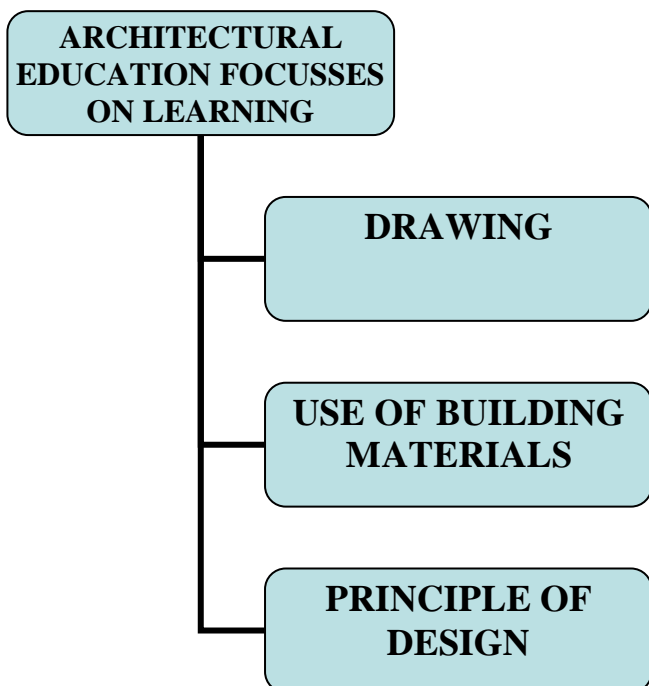 ARCHITECTURAL
EDUCATION FOCUSSES
ON LEARNING
DRAWING
USE OF BUILDING
MATERIALS
PRINCIPLE OF
DESIGN